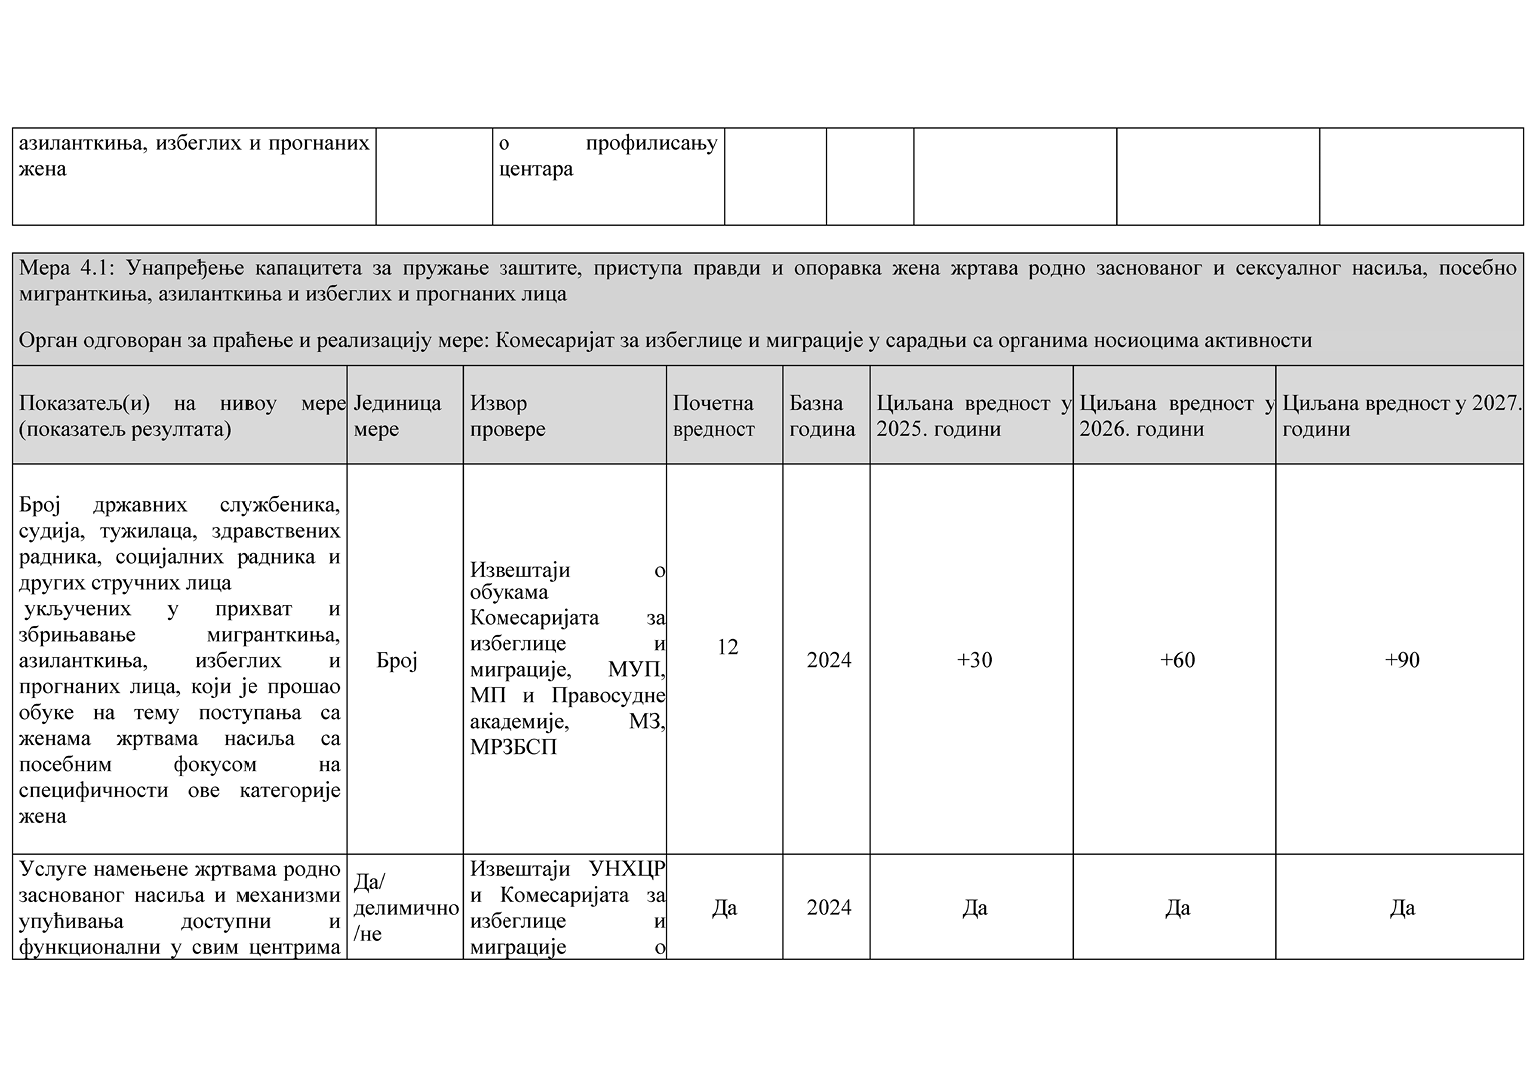 азиланткиња, избеглих и прогнаних
жена
о профилисању
центара
Мера 4.1: Унапређење капацитета за пружање заштите, приступа правди и опоравка жена жртава родно заснованог и сексуалног насиља, посебно
мигранткиња, азиланткиња и избеглих и прогнаних лица
Орган одговоран за праћење и реализацију мере: Комесаријат за избеглице и миграције у сарадњи са органима носиоцима активности
Показатељ(и) на нивоу мере
(показатељ резултата)
Јединица
мере
Извор
провере
Почетна
вредност
Базна
година
Циљана вредност у
2025. години
Циљана вредност у
2026. години
Циљана вредност у 2027.
години
Број државних службеника,
судија, тужилаца, здравствених
радника, социјалних радника и
других стручних лица
укључених у прихват и
збрињавање мигранткиња,
азиланткиња, избеглих и
прогнаних лица, који је прошао
обуке на тему поступања са
женама жртвама насиља са
посебним фокусом на
специфичности ове категорије
жена
Број
Извештаји о
обукама
Комесаријата за
избеглице и
миграције, МУП,
МП и Правосудне
академије, МЗ,
МРЗБСП
12
2024
+30
+60
+90
Услуге намењене жртвама родно
заснованог насиља и механизми
упућивања доступни и
функционални у свим центрима
Да/
делимично
/не
Извештаји УНХЦР
и Комесаријата за
избеглице и
миграције о
Да
2024
Да
Да
Да